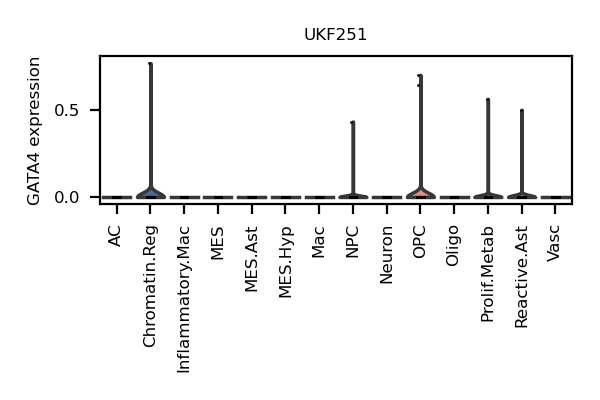 UKF251
GATA4 expression
0.5
0.0
AC
Chromatin.Reg
Inflammatory.Mac
MES
MES.Ast
MES.Hyp
Mac
NPC
Neuron
OPC
Oligo
Prolif.Metab
Reactive.Ast
Vasc